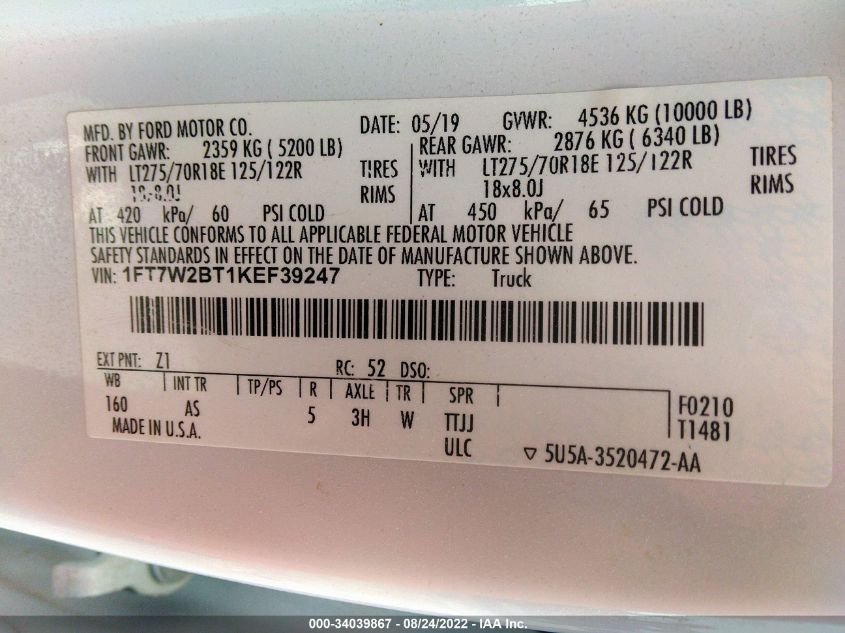 MFD. BY FORD MOTOR CO. DATE: 05/19 GVWR: 4536 KG (10000 LB)
FRONT GAWR: 2359 KG ( 5200 LB) REAR GAWR: 2876 KG ( 6340 LB)
WITH LT275/70R18E 125/122R TIRES WITH LT275/70R18E 125/122R TIRES
18x8.0J RIMS 18x8.0J RIMS
AT 420 kPa/ 60 PSI COLD AT 450 kPa/ 65 PSI COLD
THIS VEHICLE CONFORMS TO ALL APPLICABLE FEDERAL MOTOR VEHICLE
SAFETY STANDARDS IN EFFECT ON THE DATE OF MANUFACTURE SHOWN ABOVE.
VIN: 1FT7W2BT1KEF39247 TYPE: Truck
EXT PNT: Z1 RC: 52 DSO:
WB INT TR TP/PS R AXLE TR SPR
160 AS 5 3H W TTJJ F0210
MADE IN U.S.A. ULC T1481
▽ 5U5A-3520472-AA
000-34039867 - 08/24/2022 - IAA Inc.